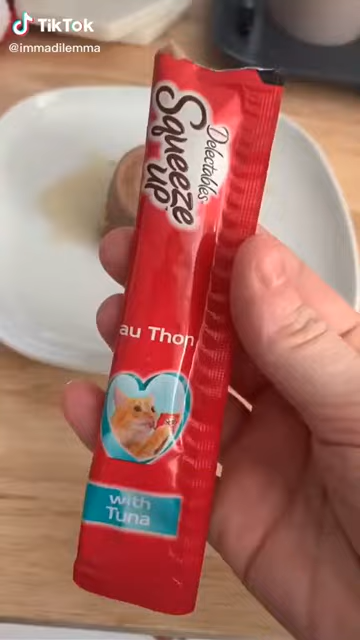 TikTok
@immadilemma
Delectables
Squeeze
up
au Thon
with
Tuna